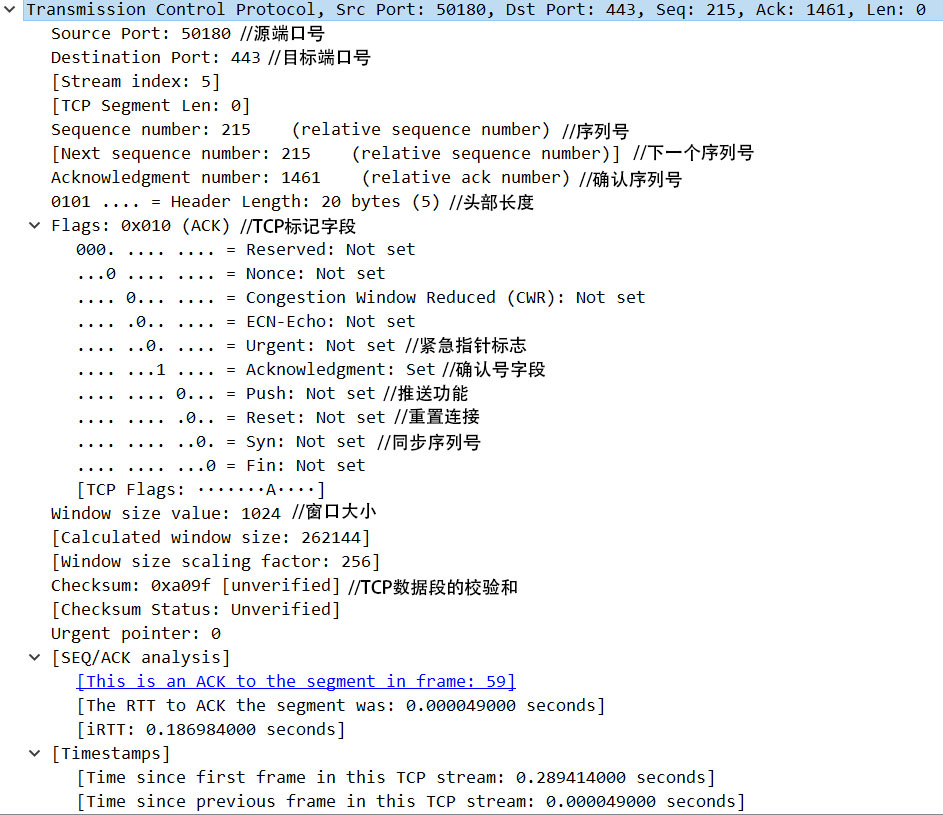 Transmission Control Protocol, Src Port: 50180, Dst Port: 443, Seq: 215, Ack: 1461, Len: 0
Source Port: 50180 //源端口号
Destination Port: 443 //目标端口号
[Stream index: 5]
[TCP Segment Len: 0]
Sequence number: 215    (relative sequence number) //序列号
[Next sequence number: 215    (relative sequence number)] //下一个序列号
Acknowledgment number: 1461    (relative ack number) //确认序列号
0101 .... = Header Length: 20 bytes (5) //头部长度
Flags: 0x010 (ACK) //TCP标记字段
000. .... .... = Reserved: Not set
...0 .... .... = Nonce: Not set
.... 0... .... = Congestion Window Reduced (CWR): Not set
.... .0.. .... = ECN-Echo: Not set
.... ..0. .... = Urgent: Not set //紧急指针标志
.... ...1 .... = Acknowledgment: Set //确认号字段
.... .... 0... = Push: Not set //推送功能
.... .... .0.. = Reset: Not set //重置连接
.... .... ..0. = Syn: Not set //同步序列号
.... .... ...0 = Fin: Not set
[TCP Flags: ·······A····]
Window size value: 1024 //窗口大小
[Calculated window size: 262144]
[Window size scaling factor: 256]
Checksum: 0xa09f [unverified] //TCP数据段的校验和
[Checksum Status: Unverified]
Urgent pointer: 0
[SEQ/ACK analysis]
[This is an ACK to the segment in frame: 59]
[The RTT to ACK the segment was: 0.000049000 seconds]
[iRTT: 0.186984000 seconds]
[Timestamps]
[Time since first frame in this TCP stream: 0.289414000 seconds]
[Time since previous frame in this TCP stream: 0.000049000 seconds]